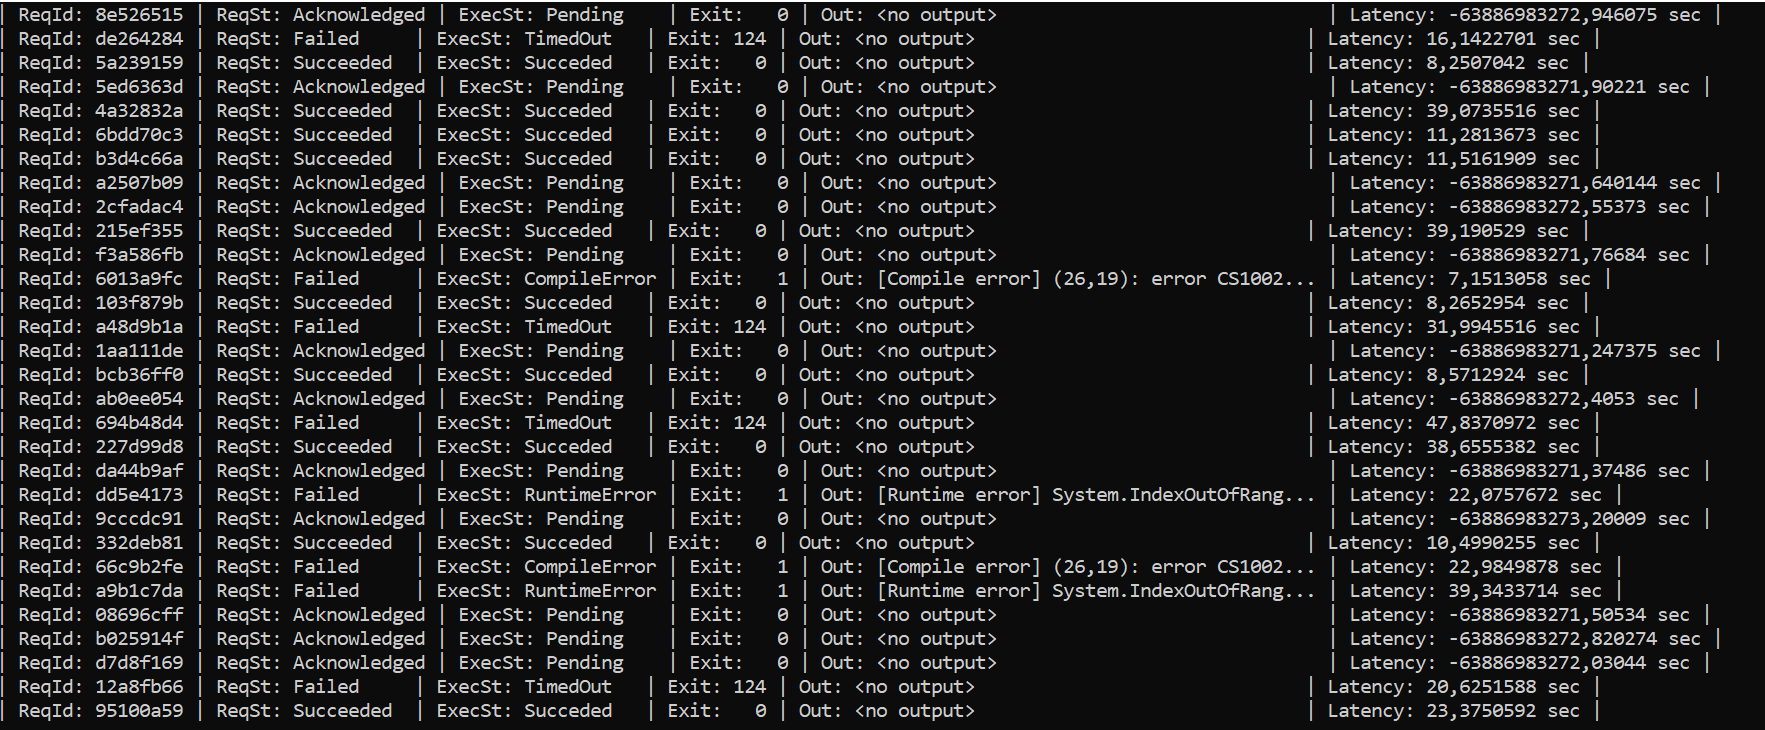 | ReqId: 8e526515 | ReqSt: Acknowledged | ExecSt: Pending | Exit: 0 | Out: <no output> | Latency: -63886983272,946075 sec |
| ReqId: de264284 | ReqSt: Failed | ExecSt: TimedOut | Exit: 124 | Out: <no output> | Latency: 16,1422701 sec |
| ReqId: 5a239159 | ReqSt: Succeeded | ExecSt: Succeded | Exit: 0 | Out: <no output> | Latency: 8,2507042 sec |
| ReqId: 5ed6363d | ReqSt: Acknowledged | ExecSt: Pending | Exit: 0 | Out: <no output> | Latency: -63886983271,90221 sec |
| ReqId: 4a32832a | ReqSt: Succeeded | ExecSt: Succeded | Exit: 0 | Out: <no output> | Latency: 39,0735516 sec |
| ReqId: 6bdd70c3 | ReqSt: Succeeded | ExecSt: Succeded | Exit: 0 | Out: <no output> | Latency: 11,2813673 sec |
| ReqId: b3d4c66a | ReqSt: Succeeded | ExecSt: Succeded | Exit: 0 | Out: <no output> | Latency: 11,5161909 sec |
| ReqId: a2507b09 | ReqSt: Acknowledged | ExecSt: Pending | Exit: 0 | Out: <no output> | Latency: -63886983271,640144 sec |
| ReqId: 2cfadac4 | ReqSt: Acknowledged | ExecSt: Pending | Exit: 0 | Out: <no output> | Latency: -63886983272,55373 sec |
| ReqId: 215ef355 | ReqSt: Succeeded | ExecSt: Succeded | Exit: 0 | Out: <no output> | Latency: 39,190529 sec |
| ReqId: f3a586fb | ReqSt: Acknowledged | ExecSt: Pending | Exit: 0 | Out: <no output> | Latency: -63886983271,76684 sec |
| ReqId: 6013a9fc | ReqSt: Failed | ExecSt: CompileError | Exit: 1 | Out: [Compile error] (26,19): error CS1002... | Latency: 7,1513058 sec |
| ReqId: 103f879b | ReqSt: Succeeded | ExecSt: Succeded | Exit: 0 | Out: <no output> | Latency: 8,2652954 sec |
| ReqId: a48d9b1a | ReqSt: Failed | ExecSt: TimedOut | Exit: 124 | Out: <no output> | Latency: 31,9945516 sec |
| ReqId: 1aa111de | ReqSt: Acknowledged | ExecSt: Pending | Exit: 0 | Out: <no output> | Latency: -63886983271,247375 sec |
| ReqId: bcb36ff0 | ReqSt: Succeeded | ExecSt: Succeded | Exit: 0 | Out: <no output> | Latency: 8,5712924 sec |
| ReqId: ab0ee054 | ReqSt: Acknowledged | ExecSt: Pending | Exit: 0 | Out: <no output> | Latency: -63886983272,4053 sec |
| ReqId: 694b48d4 | ReqSt: Failed | ExecSt: TimedOut | Exit: 124 | Out: <no output> | Latency: 47,8370972 sec |
| ReqId: 227d99d8 | ReqSt: Succeeded | ExecSt: Succeded | Exit: 0 | Out: <no output> | Latency: 38,6555382 sec |
| ReqId: da44b9af | ReqSt: Acknowledged | ExecSt: Pending | Exit: 0 | Out: <no output> | Latency: -63886983271,37486 sec |
| ReqId: dd5e4173 | ReqSt: Failed | ExecSt: RuntimeError | Exit: 1 | Out: [Runtime error] System.IndexOutOfRang... | Latency: 22,0757672 sec |
| ReqId: 9cccdc91 | ReqSt: Acknowledged | ExecSt: Pending | Exit: 0 | Out: <no output> | Latency: -63886983273,20009 sec |
| ReqId: 332deb81 | ReqSt: Succeeded | ExecSt: Succeded | Exit: 0 | Out: <no output> | Latency: 10,4990255 sec |
| ReqId: 66c9b2fe | ReqSt: Failed | ExecSt: CompileError | Exit: 1 | Out: [Compile error] (26,19): error CS1002... | Latency: 22,9849878 sec |
| ReqId: a9b1c7da | ReqSt: Failed | ExecSt: RuntimeError | Exit: 1 | Out: [Runtime error] System.IndexOutOfRang... | Latency: 39,3433714 sec |
| ReqId: 08696cff | ReqSt: Acknowledged | ExecSt: Pending | Exit: 0 | Out: <no output> | Latency: -63886983271,50534 sec |
| ReqId: b025914f | ReqSt: Acknowledged | ExecSt: Pending | Exit: 0 | Out: <no output> | Latency: -63886983272,820274 sec |
| ReqId: d7d8f169 | ReqSt: Acknowledged | ExecSt: Pending | Exit: 0 | Out: <no output> | Latency: -63886983272,03044 sec |
| ReqId: 12a8fb66 | ReqSt: Failed | ExecSt: TimedOut | Exit: 124 | Out: <no output> | Latency: 20,6251588 sec |
| ReqId: 95100a59 | ReqSt: Succeeded | ExecSt: Succeded | Exit: 0 | Out: <no output> | Latency: 23,3750592 sec |